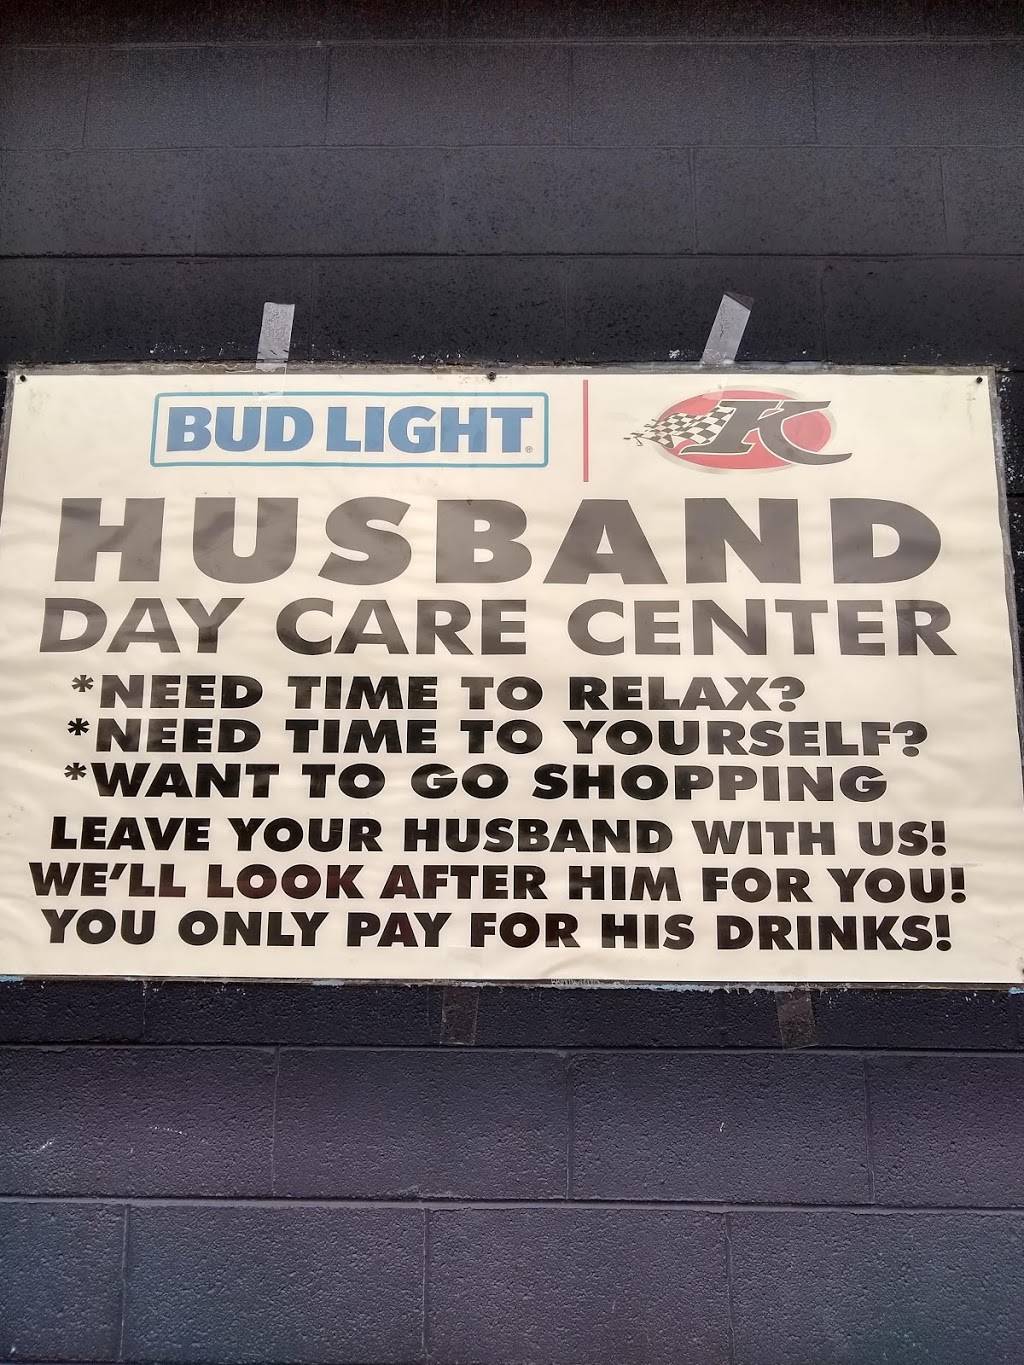 BUD LIGHT® K
HUSBAND
DAY CARE CENTER
*NEED TIME TO RELAX?
*NEED TIME TO YOURSELF?
*WANT TO GO SHOPPING
LEAVE YOUR HUSBAND WITH US!
WE'LL LOOK AFTER HIM FOR YOU!
YOU ONLY PAY FOR HIS DRINKS!